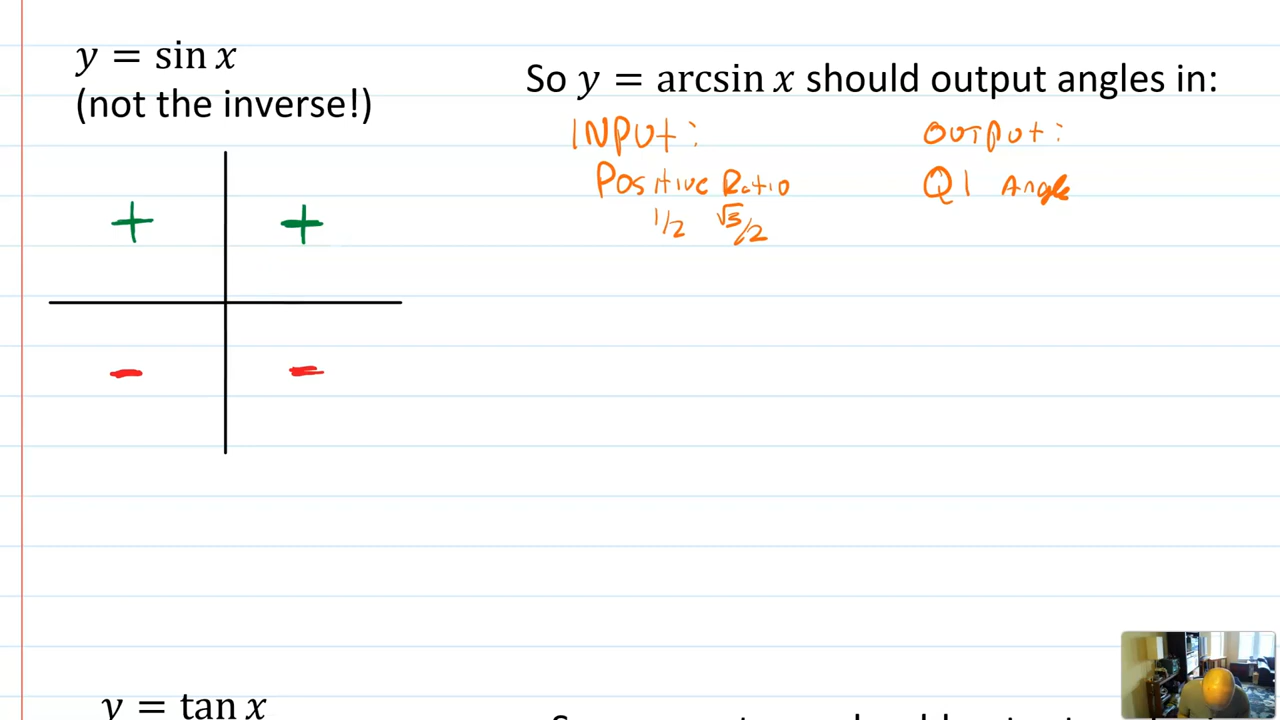 y = sin x
(not the inverse!)
So y = arcsin x should output angles in:
INPUt:
Positive Ratio
1/2 √3/2
OUTPUt:
Q1 Angle
+ +
- -
y = tan x